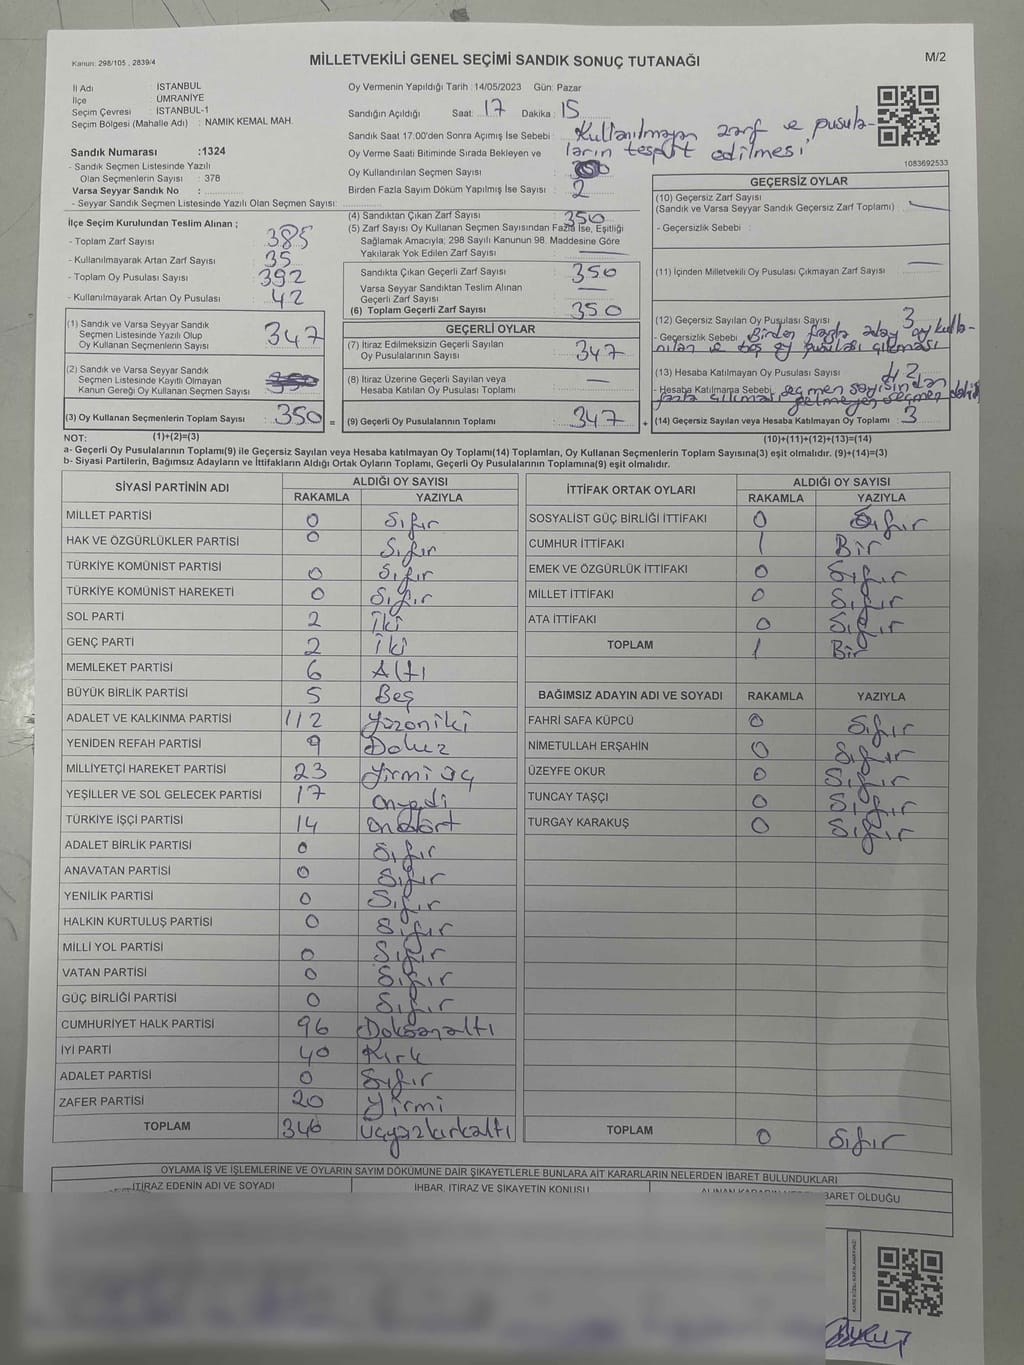 Kanun: 298/105 , 2839/4
MİLLETVEKİLİ GENEL SEÇİMİ SANDIK SONUÇ TUTANAĞI
M/2
İl Adı : İSTANBUL
İlçe : ÜMRANİYE
Seçim Çevresi : İSTANBUL-1
Seçim Bölgesi (Mahalle Adı) : NAMIK KEMAL MAH.
Sandık Numarası :1324
- Sandık Seçmen Listesinde Yazılı
Olan Seçmenlerin Sayısı : 378
Varsa Seyyar Sandık No :
- Seyyar Sandık Seçmen Listesinde Yazılı Olan Seçmen Sayısı:
Oy Vermenin Yapıldığı Tarih : 14/05/2023 Gün: Pazar
Sandığın Açıldığı Saat: 17 Dakika: 15
Sandık Saat 17.00'den Sonra Açımış İse Sebebi : Kullanılmayan zarf ve pusula-
Oy Verme Saati Bitiminde Sırada Bekleyen ve ların tespit edilmesi
Oy Kullandırılan Seçmen Sayısı
Birden Fazla Sayım Döküm Yapılmış İse Sayısı : 2
1083692533
İlçe Seçim Kurulundan Teslim Alınan ;
- Toplam Zarf Sayısı : 385
- Kullanılmayarak Artan Zarf Sayısı : 35
- Toplam Oy Pusulası Sayısı : 392
- Kullanılmayarak Artan Oy Pusulası : 42
(1) Sandık ve Varsa Seyyar Sandık
Seçmen Listesinde Yazılı Olup
Oy Kullanan Seçmenlerin Sayısı 347
(2) Sandık ve Varsa Seyyar Sandık
Seçmen Listesinde Kayıtlı Olmayan
Kanun Gereği Oy Kullanan Seçmen Sayısı
(3) Oy Kullanan Seçmenlerin Toplam Sayısı 350
(1)+(2)=(3)
(4) Sandıktan Çıkan Zarf Sayısı 350
(5) Zarf Sayısı Oy Kullanan Seçmen Sayısından Fazla İse, Eşitliği
Sağlamak Amacıyla; 298 Sayılı Kanunun 98. Maddesine Göre
Yakılarak Yok Edilen Zarf Sayısı : —
Sandıkta Çıkan Geçerli Zarf Sayısı : 350
Varsa Seyyar Sandıktan Teslim Alınan
Geçerli Zarf Sayısı : —
(6) Toplam Geçerli Zarf Sayısı : 350
GEÇERLİ OYLAR
(7) İtiraz Edilmeksizin Geçerli Sayılan
Oy Pusulalarının Sayısı : 347
(8) İtiraz Üzerine Geçerli Sayılan veya
Hesaba Katılan Oy Pusulası Toplamı : —
= (9) Geçerli Oy Pusulalarının Toplamı : 347 +
GEÇERSİZ OYLAR
(10) Geçersiz Zarf Sayısı
(Sandık ve Varsa Seyyar Sandık Geçersiz Zarf Toplamı) : —
- Geçersizlik Sebebi :
(11) İçinden Milletvekili Oy Pusulası Çıkmayan Zarf Sayısı : —
(12) Geçersiz Sayılan Oy Pusulası Sayısı : 3
- Geçersizlik Sebebi : Birden fazla aday oy kulla-
nılan ve boş oy pusulası çıkması
(13) Hesaba Katılmayan Oy Pusulası Sayısı
- Hesaba Katılmama Sebebi : seçmen sayısından
fazla çıkması
(14) Geçersiz Sayılan veya Hesaba Katılmayan Oy Toplamı : 3
(10)+(11)+(12)+(13)=(14)
NOT:
a- Geçerli Oy Pusulalarının Toplamı(9) ile Geçersiz Sayılan veya Hesaba katılmayan Oy Toplamı(14) Toplamları, Oy Kullanan Seçmenlerin Toplam Sayısına(3) eşit olmalıdır. (9)+(14)=(3)
b- Siyasi Partilerin, Bağımsız Adayların ve İttifakların Aldığı Ortak Oyların Toplamı, Geçerli Oy Pusulalarının Toplamına(9) eşit olmalıdır.
SİYASİ PARTİNİN ADI ALDIĞI OY SAYISI
RAKAMLA YAZIYLA
MİLLET PARTİSİ 0 Sıfır
HAK VE ÖZGÜRLÜKLER PARTİSİ 0 Sıfır
TÜRKİYE KOMÜNİST PARTİSİ 0 Sıfır
TÜRKİYE KOMÜNİST HAREKETİ 0 Sıfır
SOL PARTİ 2 İki
GENÇ PARTİ 2 İki
MEMLEKET PARTİSİ 6 Altı
BÜYÜK BİRLİK PARTİSİ 5 Beş
ADALET VE KALKINMA PARTİSİ 112 Yüzoniki
YENİDEN REFAH PARTİSİ 9 Dokuz
MİLLİYETÇİ HAREKET PARTİSİ 23 Yirmi üç
YEŞİLLER VE SOL GELECEK PARTİSİ 17 Onyedi
TÜRKİYE İŞÇİ PARTİSİ 14 Ondört
ADALET BİRLİK PARTİSİ 0 Sıfır
ANAVATAN PARTİSİ 0 Sıfır
YENİLİK PARTİSİ 0 Sıfır
HALKIN KURTULUŞ PARTİSİ 0 Sıfır
MİLLİ YOL PARTİSİ 0 Sıfır
VATAN PARTİSİ 0 Sıfır
GÜÇ BİRLİĞİ PARTİSİ 0 Sıfır
CUMHURİYET HALK PARTİSİ 96 Doksanaltı
İYİ PARTİ 40 Kırk
ADALET PARTİSİ 0 Sıfır
ZAFER PARTİSİ 20 Yirmi
TOPLAM 346 Üçyüzkırkaltı
İTTİFAK ORTAK OYLARI ALDIĞI OY SAYISI
RAKAMLA YAZIYLA
SOSYALİST GÜÇ BİRLİĞİ İTTİFAKI 0 Sıfır
CUMHUR İTTİFAKI 1 Bir
EMEK VE ÖZGÜRLÜK İTTİFAKI 0 Sıfır
MİLLET İTTİFAKI 0 Sıfır
ATA İTTİFAKI 0 Sıfır
TOPLAM 1 Bir
BAĞIMSIZ ADAYIN ADI VE SOYADI RAKAMLA YAZIYLA
FAHRİ SAFA KÜPCÜ 0 Sıfır
NİMETULLAH ERŞAHİN 0 Sıfır
ÜZEYFE OKUR 0 Sıfır
TUNCAY TAŞÇI 0 Sıfır
TURGAY KARAKUŞ 0 Sıfır
TOPLAM 0 Sıfır
OYLAMA İŞ VE İŞLEMLERİNE VE OYLARIN SAYIM DÖKÜMÜNE DAİR ŞİKAYETLERLE BUNLARA AİT KARARLARIN NELERDEN İBARET BULUNDUKLARI
İTİRAZ EDENİN ADI VE SOYADI İHBAR, İTİRAZ VE ŞİKAYETİN KONUSU ALINAN KARARIN NEDEN İBARET OLDUĞU